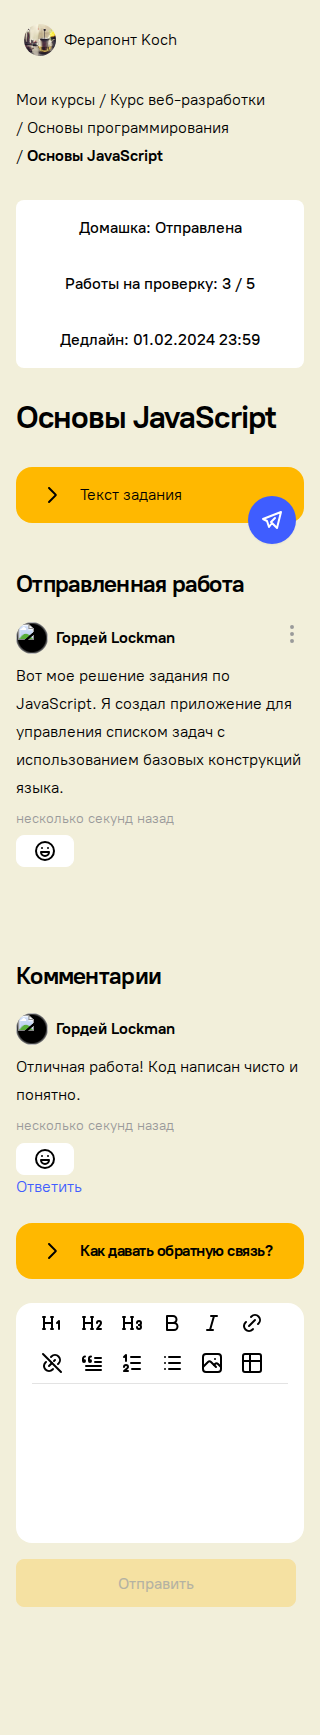 Ферапонт Koch
Мои курсы / Курс веб-разработки
/ Основы программирования
/ Основы JavaScript
Домашка: Отправлена
Работы на проверку: 3 / 5
Дедлайн: 01.02.2024 23:59
Основы JavaScript
Текст задания
Отправленная работа
Гордей Lockman
Вот мое решение задания по
JavaScript. Я создал приложение для
управления списком задач с
использованием базовых конструкций
языка.
несколько секунд назад
Комментарии
Гордей Lockman
Отличная работа! Код написан чисто и
понятно.
несколько секунд назад
Ответить
Как давать обратную связь?
H1 H2 H3 B I
Отправить